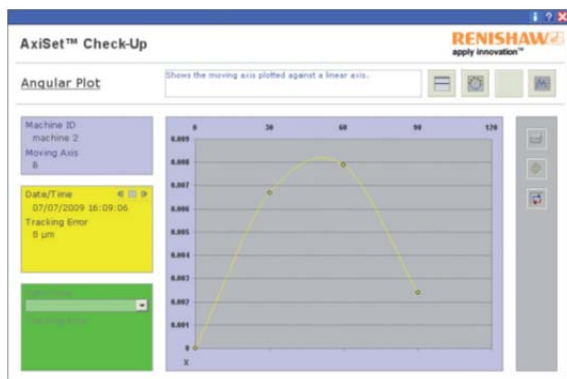 AxiSet™ Check-Up
RENISHAW
apply innovation™
Angular Plot
Shows the moving axis plotted against a linear axis.
Machine ID
machine 2
Moving Axis
B
Date/Time
07/07/2009 16:09:06
Tracking Error
8 µm
0 30 60 90 120
0.009
0.008
0.007
0.006
0.005
0.004
0.003
0.002
0.001
0
X